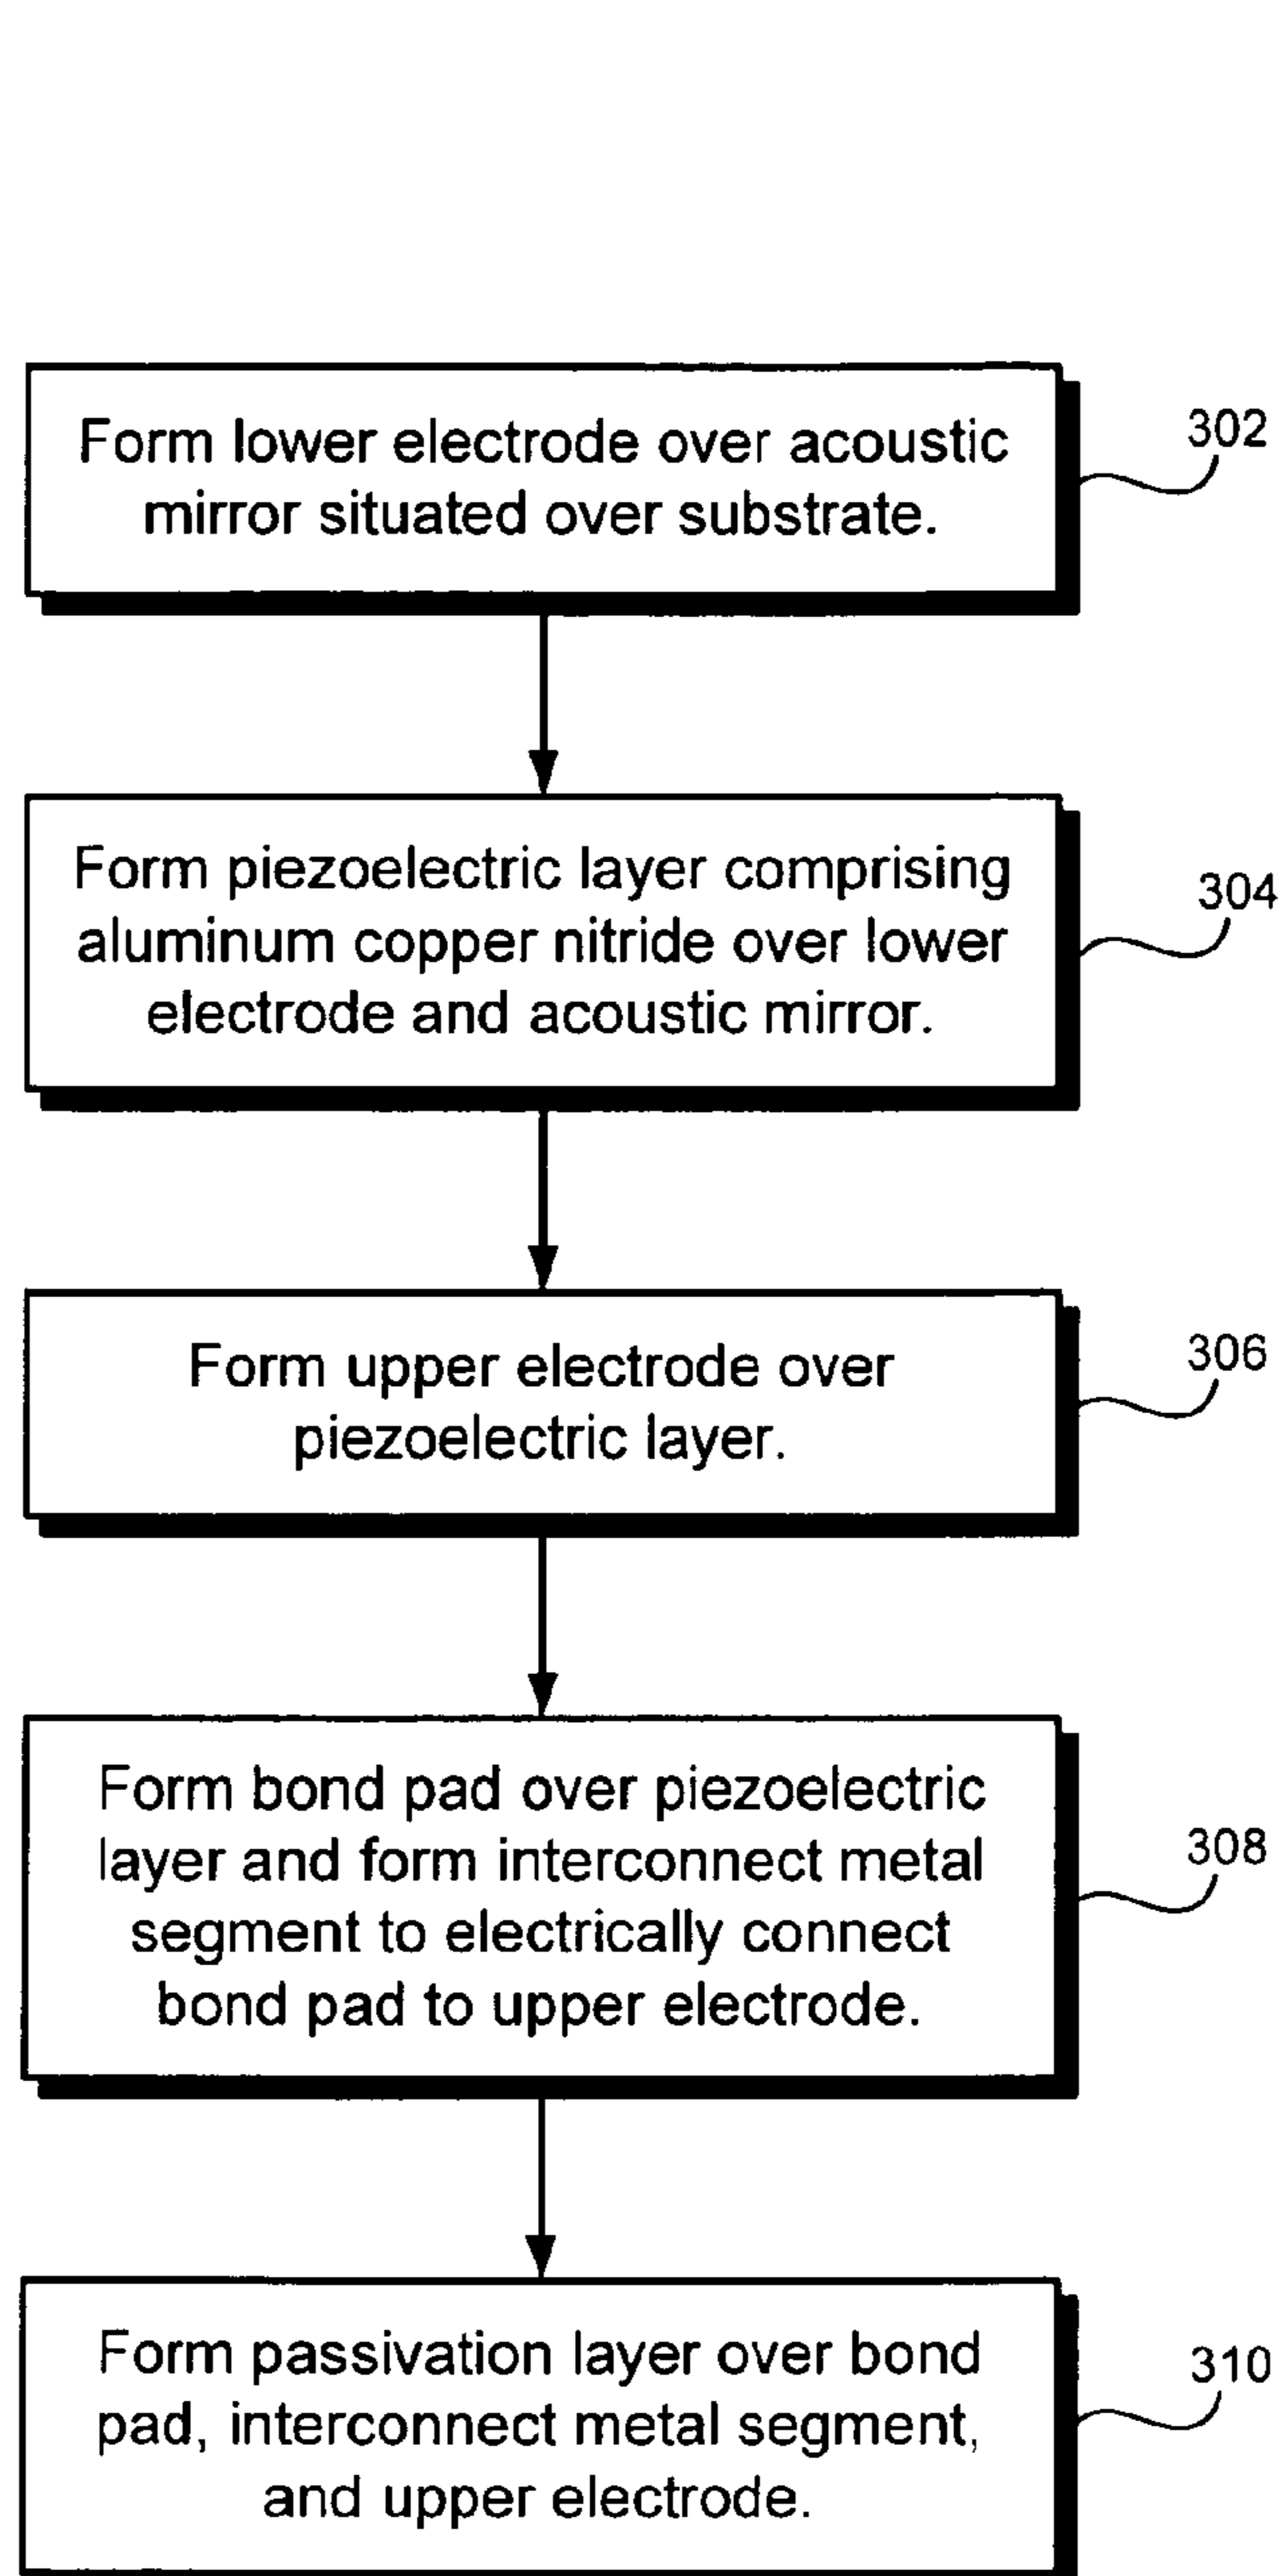 Form lower electrode over acoustic
mirror situated over substrate.
302
Form piezoelectric layer comprising
aluminum copper nitride over lower
electrode and acoustic mirror.
304
Form upper electrode over
piezoelectric layer.
306
Form bond pad over piezoelectric
layer and form interconnect metal
segment to electrically connect
bond pad to upper electrode.
308
Form passivation layer over bond
pad, interconnect metal segment,
and upper electrode.
310